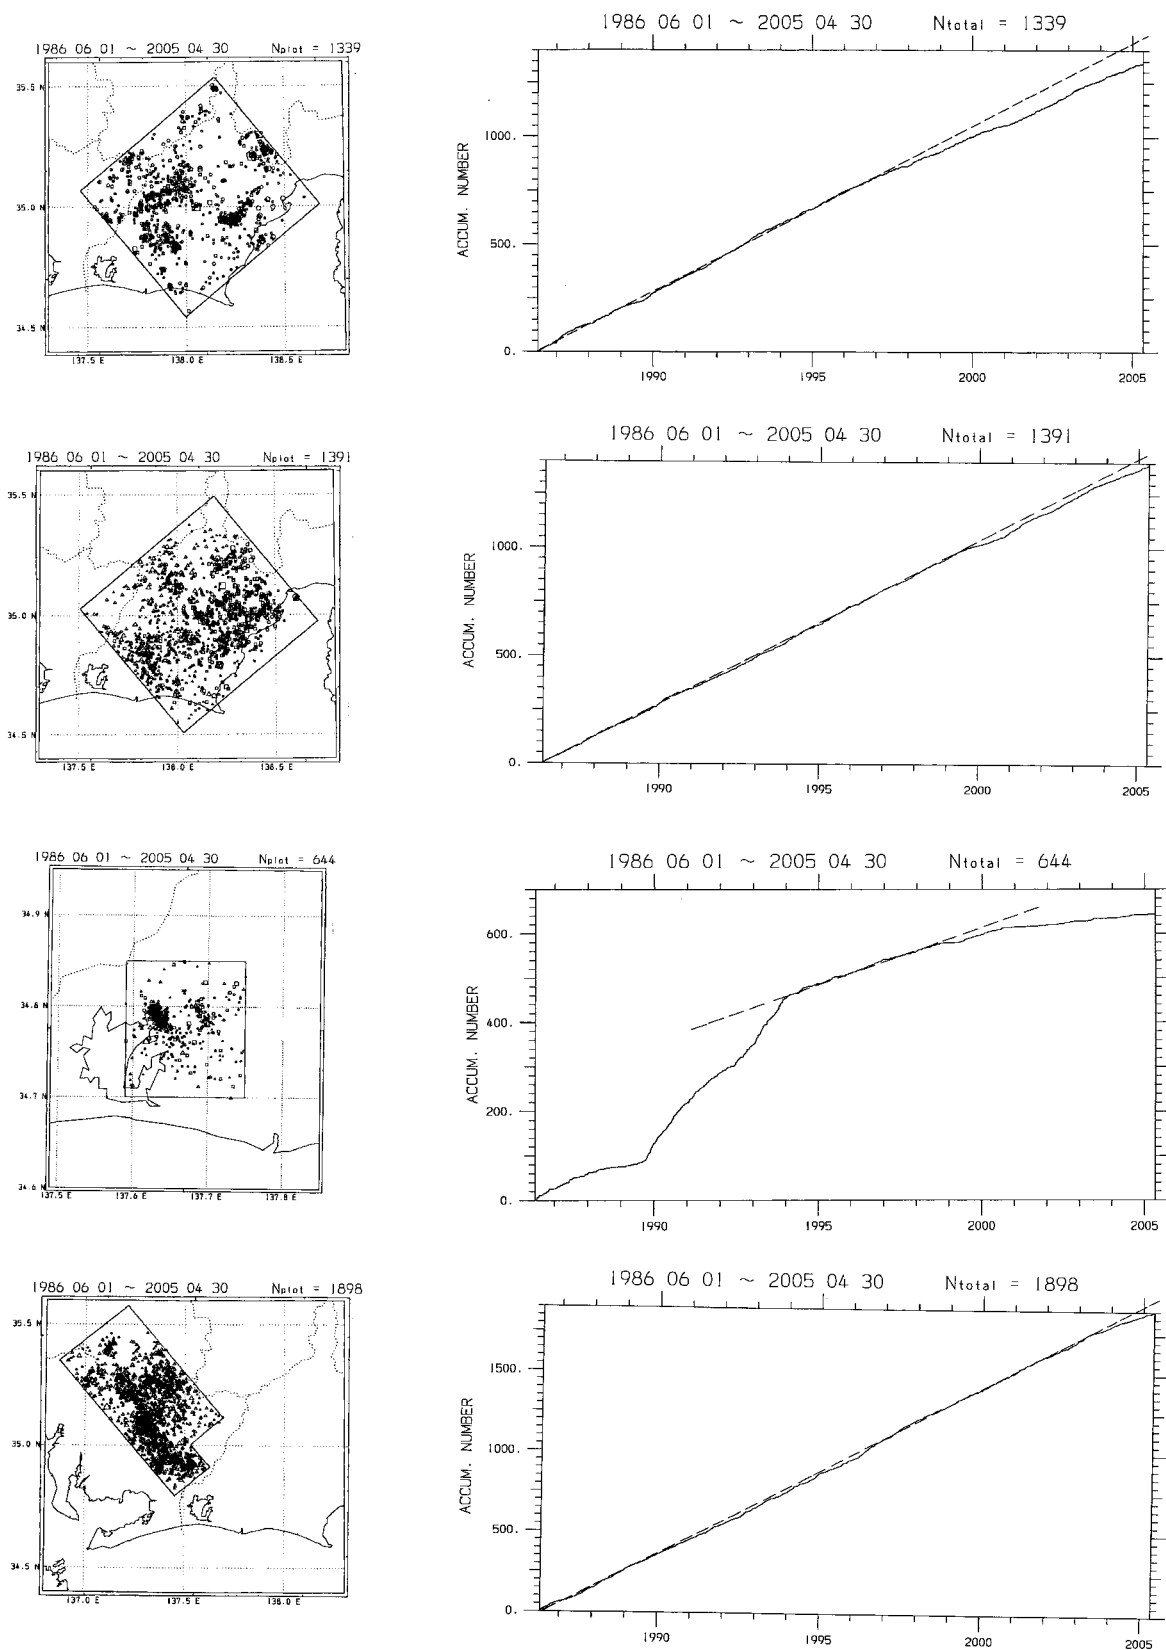 1986 06 01 ~ 2005 04 30 Nplot = 1339
35.5
35.0 N
34.5 N
137.5 E 138.0 E 138.5 E
1986 06 01 ~ 2005 04 30 Ntotal = 1339
ACCUM. NUMBER
1000.
500.
0.
1990 1995 2000 2005
1986 06 01 ~ 2005 04 30 Nplot = 1391
35.5 N
35.0 N
34.5 N
137.5 E 136.0 E 136.5 E
1986 06 01 ~ 2005 04 30 Ntotal = 1391
ACCUM. NUMBER
1000.
500.
0.
1990 1995 2000 2005
1986 06 01 ~ 2005 04 30 Nplot = 644
34.9 N
34.8 N
34.7 N
34.6 N
137.5 E 137.6 E 137.7 E 137.8 E
1986 06 01 ~ 2005 04 30 Ntotal = 644
ACCUM. NUMBER
600.
400.
200.
0.
1990 1995 2000 2005
1986 06 01 ~ 2005 04 30 Nplot = 1898
35.5 N
35.0 N
34.5 N
137.0 E 137.5 E 138.0 E
1986 06 01 ~ 2005 04 30 Ntotal = 1898
ACCUM. NUMBER
1500.
1000.
500.
0.
1990 1995 2000 2005